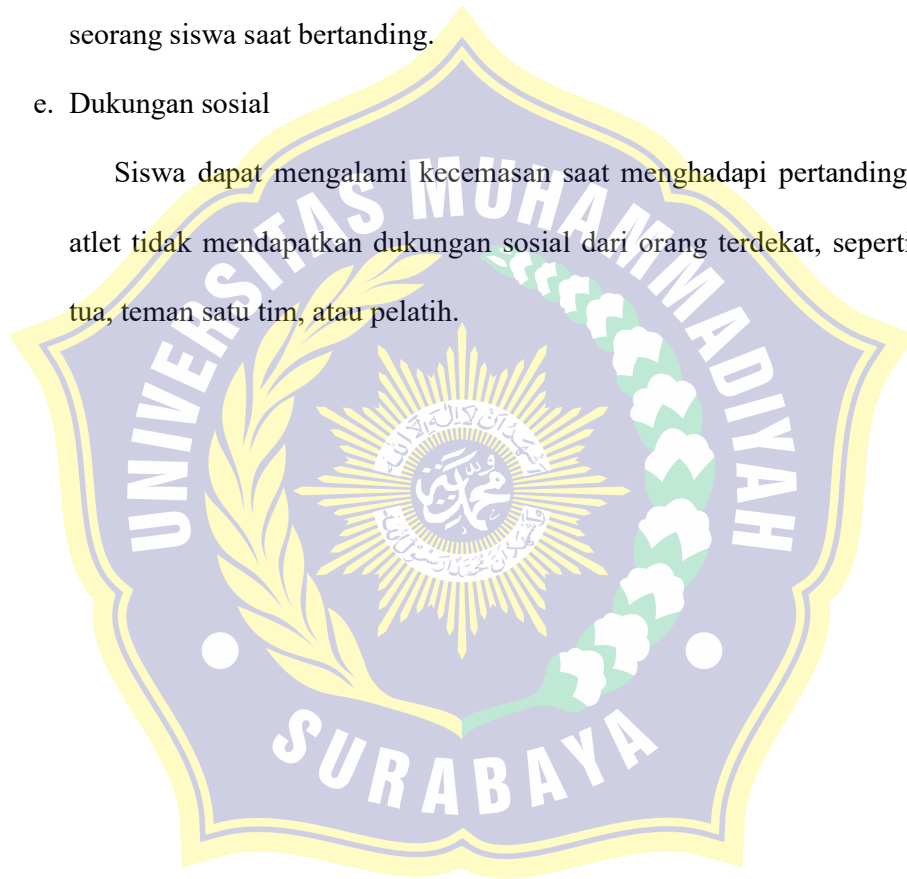 seorang siswa saat bertanding.
e. Dukungan sosial
Siswa dapat mengalami kecemasan saat menghadapi pertanding
atlet tidak mendapatkan dukungan sosial dari orang terdekat, seperti
tua, teman satu tim, atau pelatih.
UNIVERSITAS MUHAMMADIYAH
SURABAYA